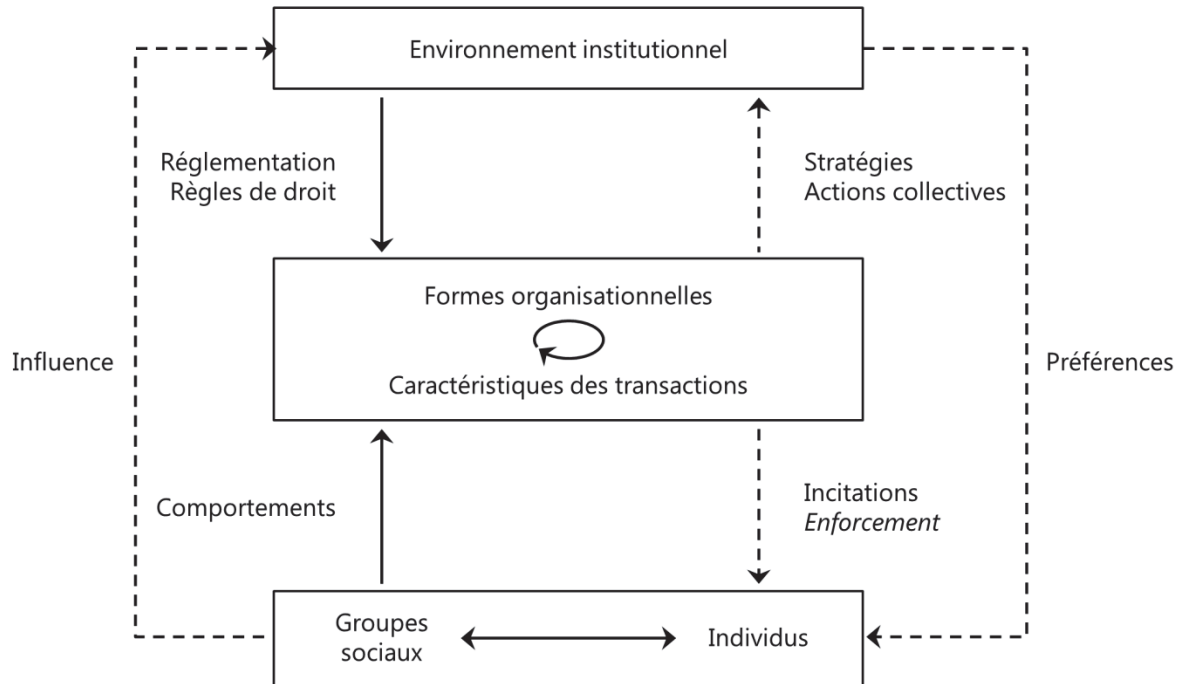 Environnement institutionnel
Réglementation
Règles de droit
Stratégies
Actions collectives
Formes organisationnelles
Influence
Caractéristiques des transactions
Préférences
Comportements
Incitations
Enforcement
Groupes
sociaux
Individus